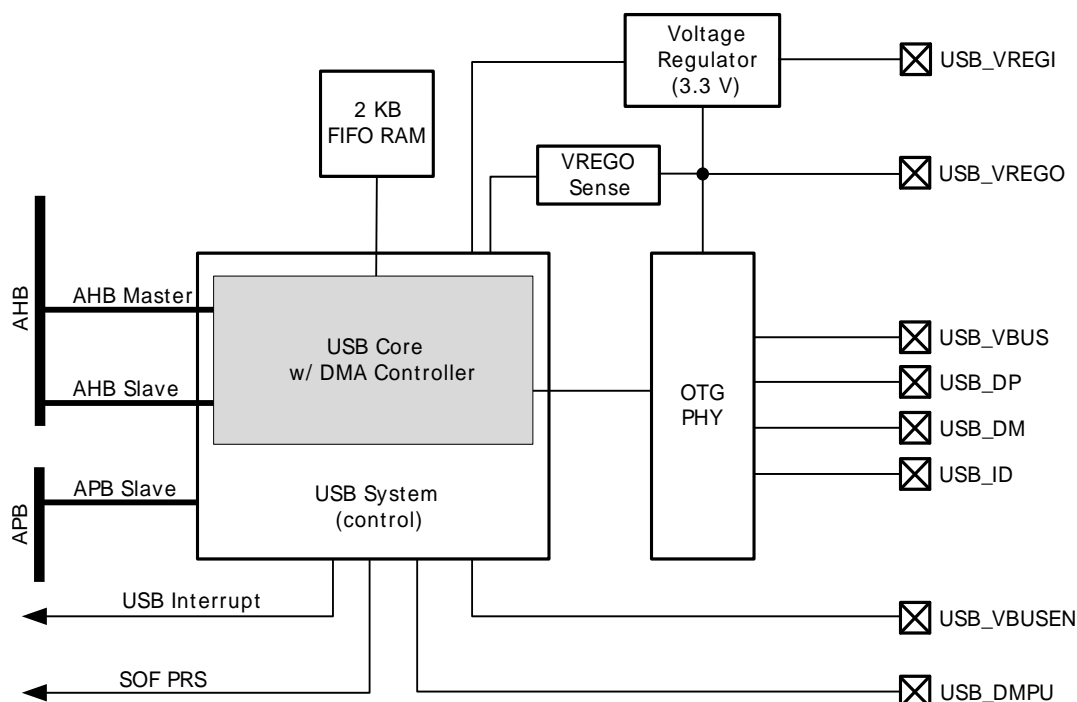 Voltage
Regulator
(3.3 V)
USB_VREGI
2 KB
FIFO RAM
VREGO
Sense
USB_VREGO
AHB
AHB Master
AHB Slave
USB Core
w/ DMA Controller
OTG
PHY
USB_VBUS
USB_DP
USB_DM
USB_ID
APB
APB Slave
USB System
(control)
USB Interrupt
USB_VBUSEN
SOF PRS
USB_DMPU